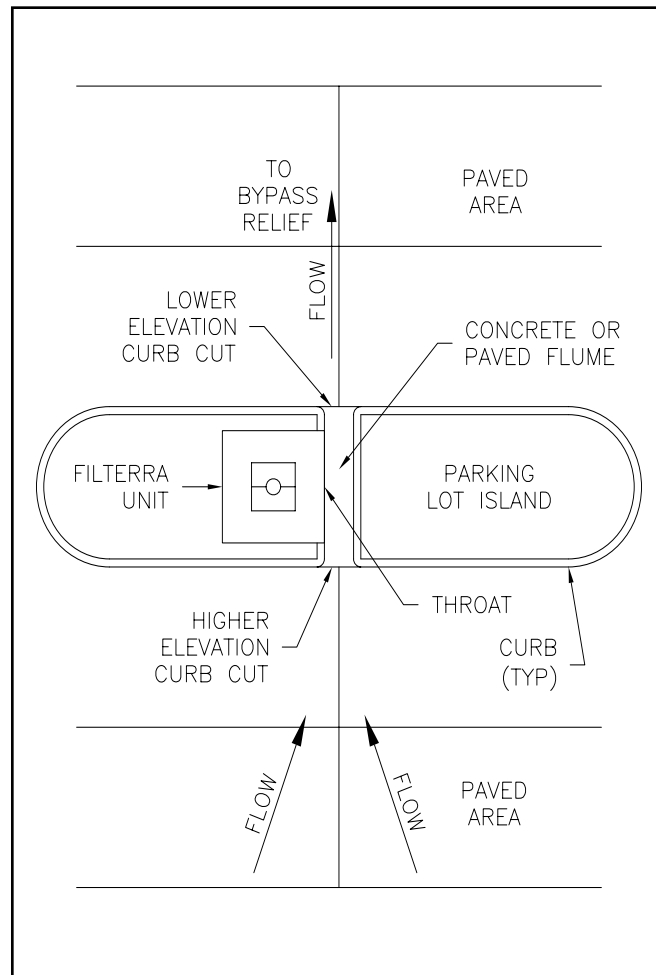 TO
BYPASS
RELIEF
PAVED
AREA
FLOW
LOWER
ELEVATION
CURB CUT
CONCRETE OR
PAVED FLUME
FILTERRA
UNIT
PARKING
LOT ISLAND
THROAT
HIGHER
ELEVATION
CURB CUT
CURB
(TYP)
FLOW
FLOW
PAVED
AREA